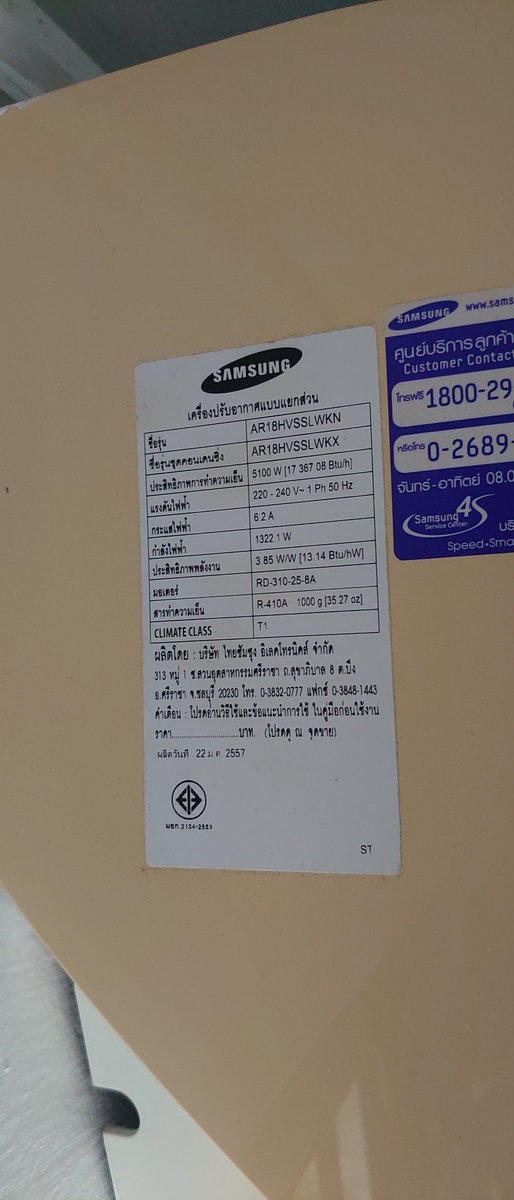 SAMSUNG
เครื่องปรับอากาศแบบแยกส่วน
ชื่อรุ่น AR18HVSSLWKN
ชื่อรุ่นชุดคอนเดนซิ่ง AR18HVSSLWKX
ประสิทธิภาพการทำความเย็น 5100 W [17 367 08 Btu/h]
แรงดันไฟฟ้า 220 - 240 V~ 1 Ph 50 Hz
กระแสไฟฟ้า 6.2 A
กำลังไฟฟ้า 1322 1 W
ประสิทธิภาพพลังงาน 3.85 W/W [13.14 Btu/hW]
มอเตอร์ RD-310-25-8A
สารทำความเย็น R-410A 1000 g [35.27 oz]
CLIMATE CLASS T1
ผลิตโดย : บริษัท ไทยซัมซุง อิเลคโทรนิคส์ จำกัด
313 หมู่ 1 ซ.สวนอุตสาหกรรมศรีราชา ถ.สุขาภิบาล 8 ต.บึง
อ.ศรีราชา จ.ชลบุรี 20230 โทร. 0-3832-0777 แฟกซ์ 0-3848-1443
คำเตือน : โปรดอ่านวิธีใช้และข้อแนะนำการใช้ ในคู่มือก่อนใช้งาน
ราคา..............................บาท. (โปรดดู ณ จุดขาย)
ผลิตวันที่ 22 ม ค. 2557
มอก.2134-2553
ST
SAMSUNG www.sams
ศูนย์บริการลูกค้า
Customer Contact
โทรฟรี 1800-29
หรือโทร 0-2689-
จันทร์-อาทิตย์ 08.0
Samsung 4S
Service Center
บริ
Speed•Sma